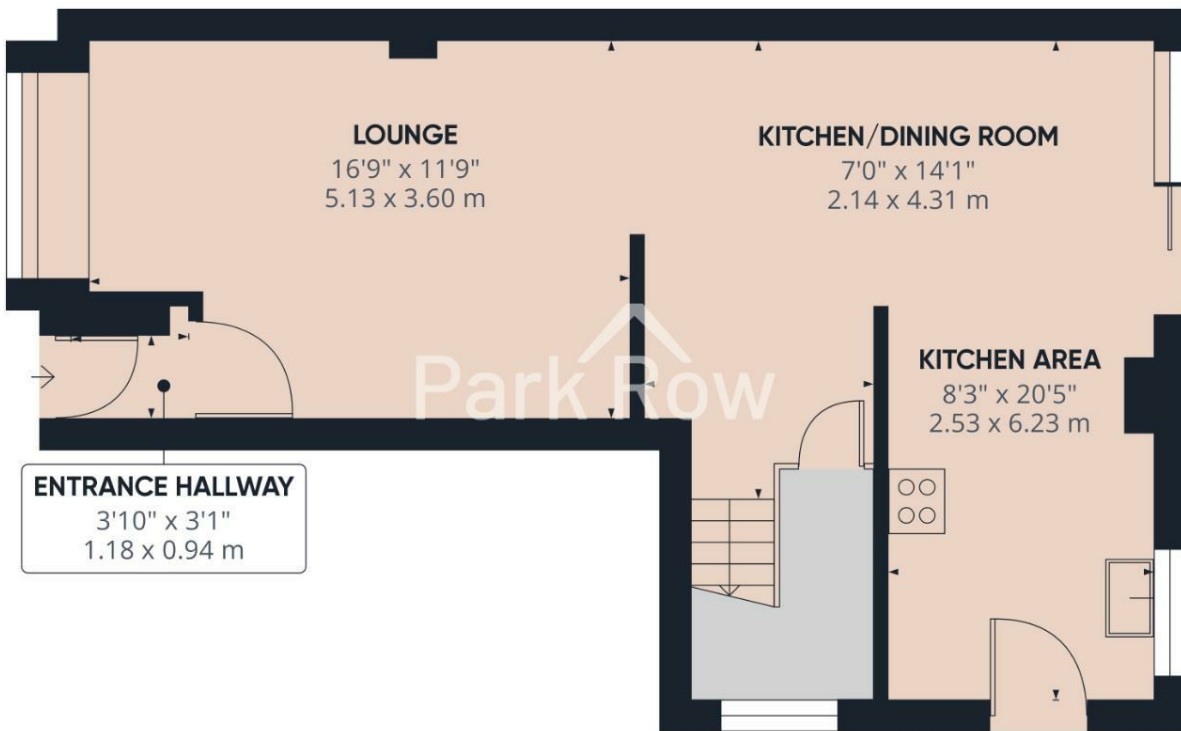 LOUNGE
16'9" x 11'9"
5.13 x 3.60 m
KITCHEN/DINING ROOM
7'0" x 14'1"
2.14 x 4.31 m
Park Row
KITCHEN AREA
8'3" x 20'5"
2.53 x 6.23 m
ENTRANCE HALLWAY
3'10" x 3'1"
1.18 x 0.94 m